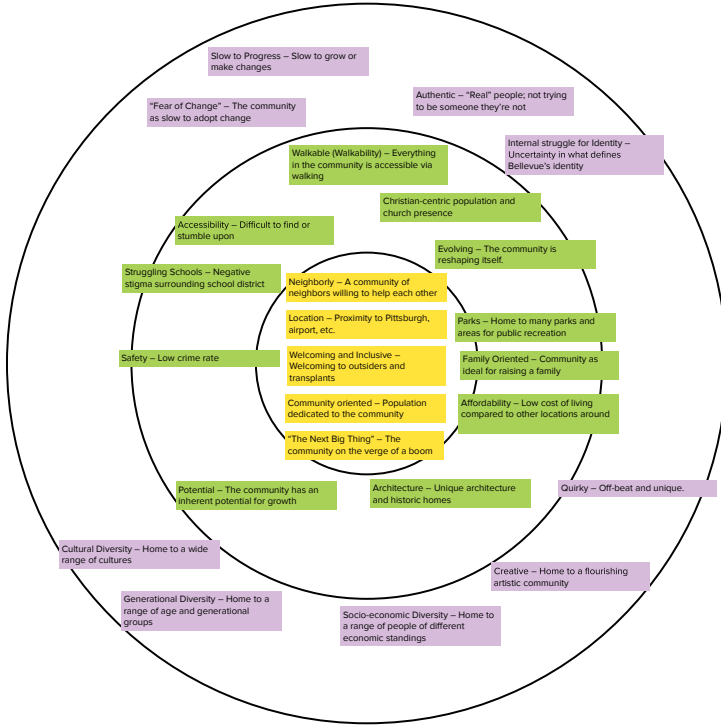 Slow to Progress – Slow to grow or
make changes
Authentic – “Real” people; not trying
to be someone they’re not
“Fear of Change” – The community
as slow to adopt change
Internal struggle for Identity –
Uncertainty in what defines
Bellevue’s identity
Walkable (Walkability) – Everything
in the community is accessible via
walking
Christian-centric population and
church presence
Accessibility – Difficult to find or
stumble upon
Evolving – The community is
reshaping itself.
Struggling Schools – Negative
stigma surrounding school district
Neighborly – A community of
neighbors willing to help each other
Location – Proximity to Pittsburgh,
airport, etc.
Parks – Home to many parks and
areas for public recreation
Safety – Low crime rate
Welcoming and Inclusive –
Welcoming to outsiders and
transplants
Family Oriented – Community as
ideal for raising a family
Community oriented – Population
dedicated to the community
Affordability – Low cost of living
compared to other locations around
“The Next Big Thing” – The
community on the verge of a boom
Potential – The community has an
inherent potential for growth
Architecture – Unique architecture
and historic homes
Quirky – Off-beat and unique.
Cultural Diversity – Home to a wide
range of cultures
Creative – Home to a flourishing
artistic community
Generational Diversity – Home to a
range of age and generational
groups
Socio-economic Diversity – Home to
a range of people of different
economic standings